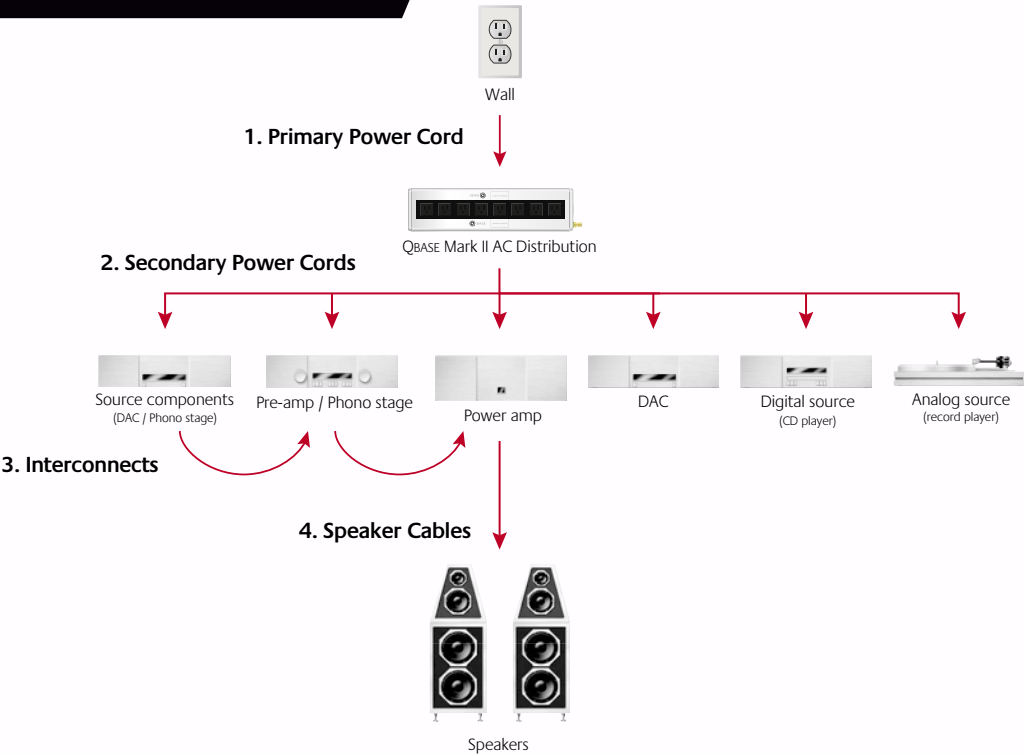 Wall
1. Primary Power Cord
QBASE Mark II AC Distribution
2. Secondary Power Cords
Source components
(DAC / Phono stage)
Pre-amp / Phono stage
Power amp
DAC
Digital source
(CD player)
Analog source
(record player)
3. Interconnects
4. Speaker Cables
Speakers